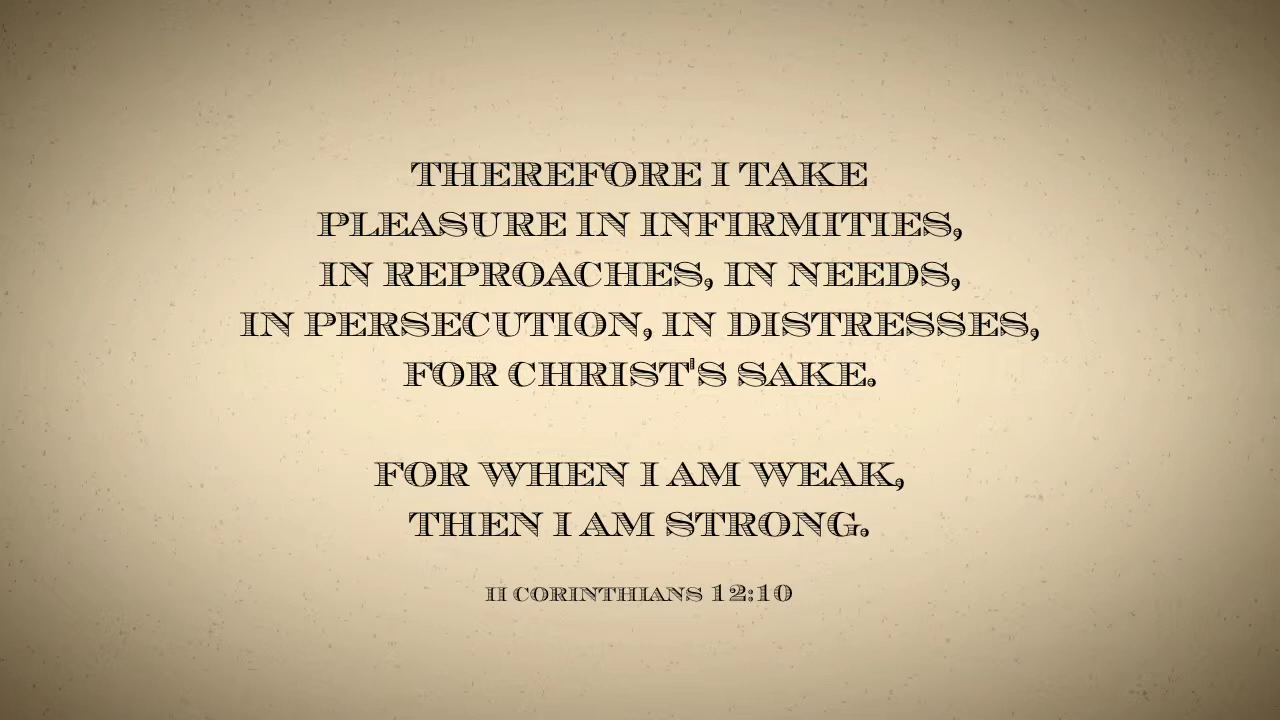 THEREFORE I TAKE
PLEASURE IN INFIRMITIES,
IN REPROACHES, IN NEEDS,
IN PERSECUTION, IN DISTRESSES,
FOR CHRIST'S SAKE.
FOR WHEN I AM WEAK,
THEN I AM STRONG.
II CORINTHIANS 12:10